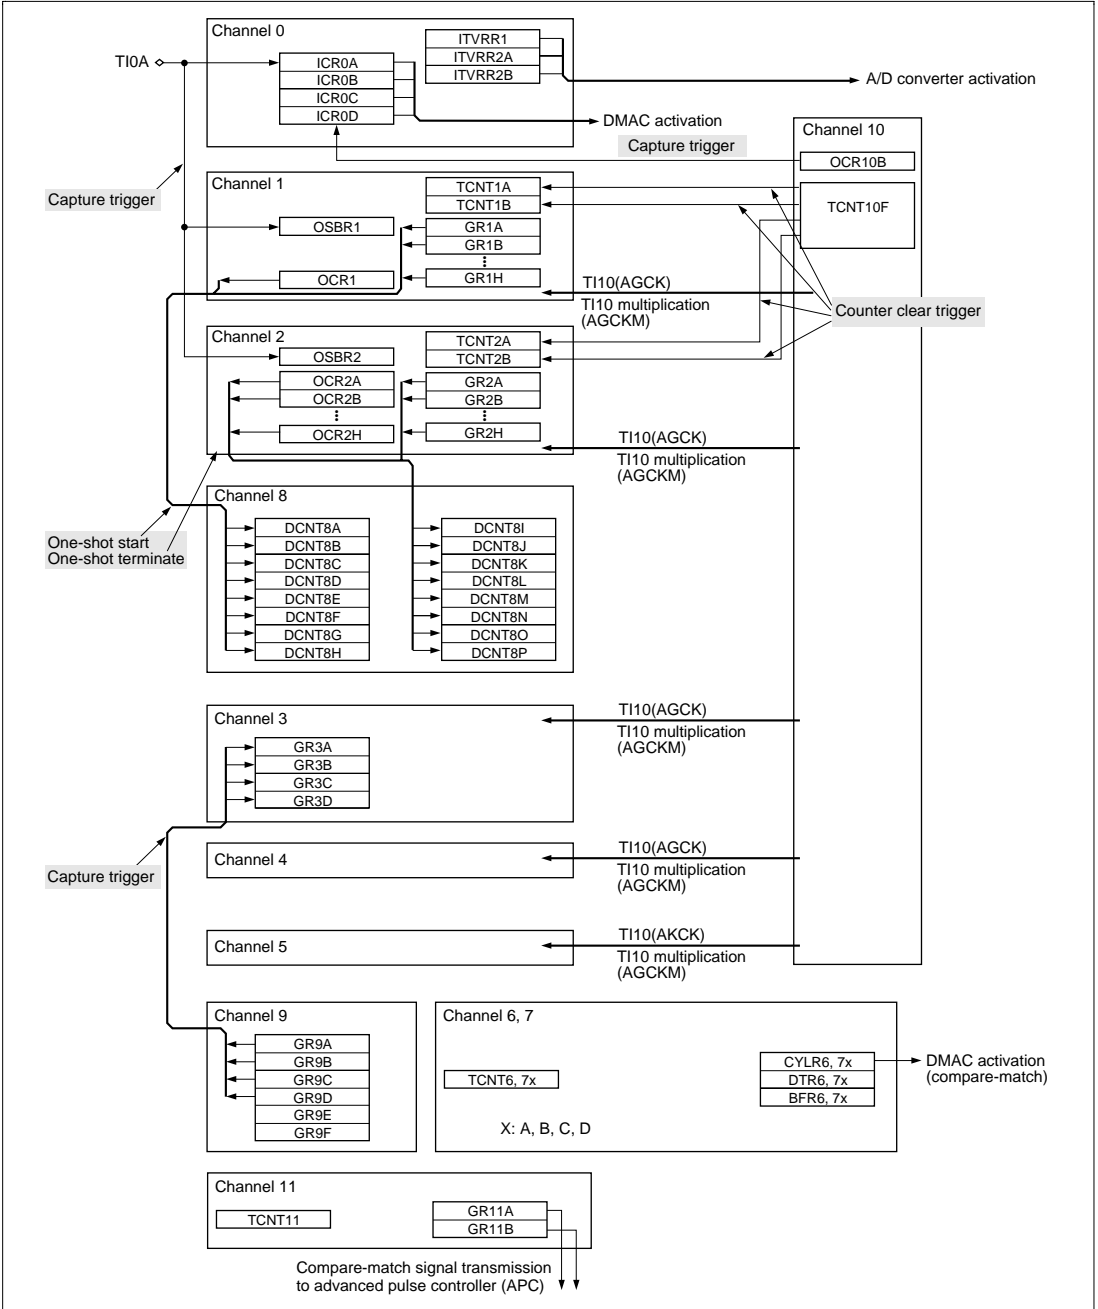 Channel 0
TI0A
ICR0A
ICR0B
ICR0C
ICR0D
ITVRR1
ITVRR2A
ITVRR2B
A/D converter activation
DMAC activation
Capture trigger
Channel 10
OCR10B
TCNT10F
Capture trigger
Channel 1
TCNT1A
TCNT1B
OSBR1
GR1A
GR1B
OCR1
GR1H
TI10(AGCK)
TI10 multiplication
(AGCKM)
Counter clear trigger
Channel 2
TCNT2A
TCNT2B
OSBR2
OCR2A
OCR2B
OCR2H
GR2A
GR2B
GR2H
TI10(AGCK)
TI10 multiplication
(AGCKM)
Channel 8
One-shot start
One-shot terminate
DCNT8A
DCNT8B
DCNT8C
DCNT8D
DCNT8E
DCNT8F
DCNT8G
DCNT8H
DCNT8I
DCNT8J
DCNT8K
DCNT8L
DCNT8M
DCNT8N
DCNT8O
DCNT8P
Channel 3
GR3A
GR3B
GR3C
GR3D
TI10(AGCK)
TI10 multiplication
(AGCKM)
Capture trigger
Channel 4
TI10(AGCK)
TI10 multiplication
(AGCKM)
Channel 5
TI10(AKCK)
TI10 multiplication
(AGCKM)
Channel 9
GR9A
GR9B
GR9C
GR9D
GR9E
GR9F
Channel 6, 7
TCNT6, 7x
CYLR6, 7x
DTR6, 7x
BFR6, 7x
X: A, B, C, D
DMAC activation
(compare-match)
Channel 11
TCNT11
GR11A
GR11B
Compare-match signal transmission
to advanced pulse controller (APC)